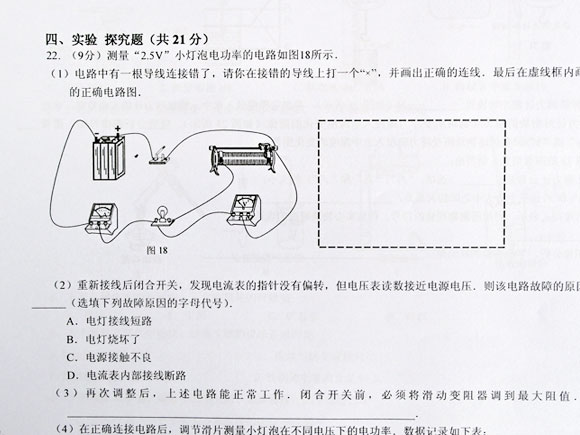 四、实验 探究题（共 21 分）
22．（9分）测量“2.5V”小灯泡电功率的电路如图18所示．
（1）电路中有一根导线连接错了，请你在接错的导线上打一个“×”，并画出正确的连线．最后在虚线框内
的正确电路图．
- +
图 18
（2）重新接线后闭合开关，发现电流表的指针没有偏转，但电压表读数接近电源电压．则该电路故障的原
______（选填下列故障原因的字母代号）．
A．电灯接线短路
B．电灯烧坏了
C．电源接触不良
D．电流表内部接线断路
（3）再次调整后，上述电路能正常工作．闭合开关前，必须将滑动变阻器调到最大阻值．
（4）在正确连接电路后，调节滑片测量小灯泡在不同电压下的电功率，数据记录如下表：